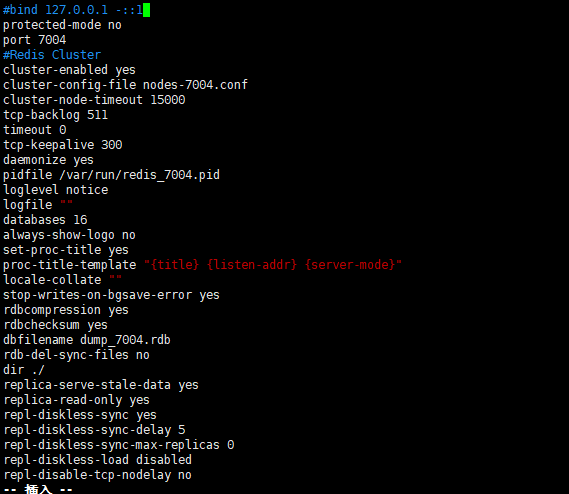 #bind 127.0.0.1 -::1
protected-mode no
port 7004
#Redis Cluster
cluster-enabled yes
cluster-config-file nodes-7004.conf
cluster-node-timeout 15000
tcp-backlog 511
timeout 0
tcp-keepalive 300
daemonize yes
pidfile /var/run/redis_7004.pid
loglevel notice
logfile ""
databases 16
always-show-logo no
set-proc-title yes
proc-title-template "{title} {listen-addr} {server-mode}"
locale-collate ""
stop-writes-on-bgsave-error yes
rdbcompression yes
rdbchecksum yes
dbfilename dump_7004.rdb
rdb-del-sync-files no
dir ./
replica-serve-stale-data yes
replica-read-only yes
repl-diskless-sync yes
repl-diskless-sync-delay 5
repl-diskless-sync-max-replicas 0
repl-diskless-load disabled
repl-disable-tcp-nodelay no
-- 插入 --